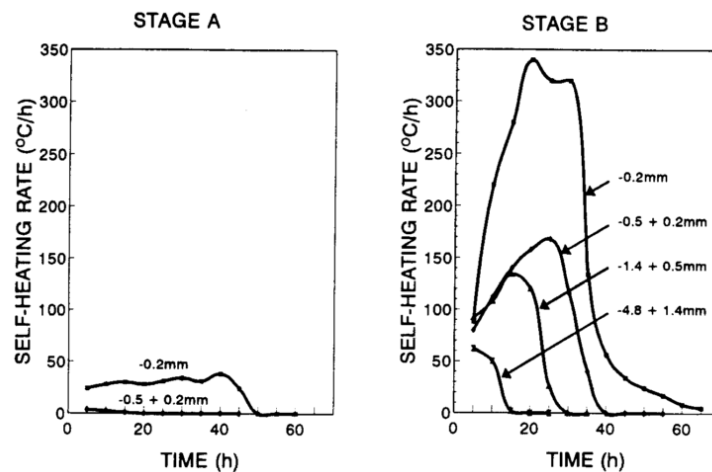 STAGE A
350
300
250
200
150
100
50
0
SELF-HEATING RATE (°C/h)
-0.2mm
-0.5 + 0.2mm
0
20
40
60
TIME (h)
STAGE B
350
300
250
200
150
100
50
0
SELF-HEATING RATE (°C/h)
-0.2mm
-0.5 + 0.2mm
-1.4 + 0.5mm
-4.8 + 1.4mm
0
20
40
60
TIME (h)